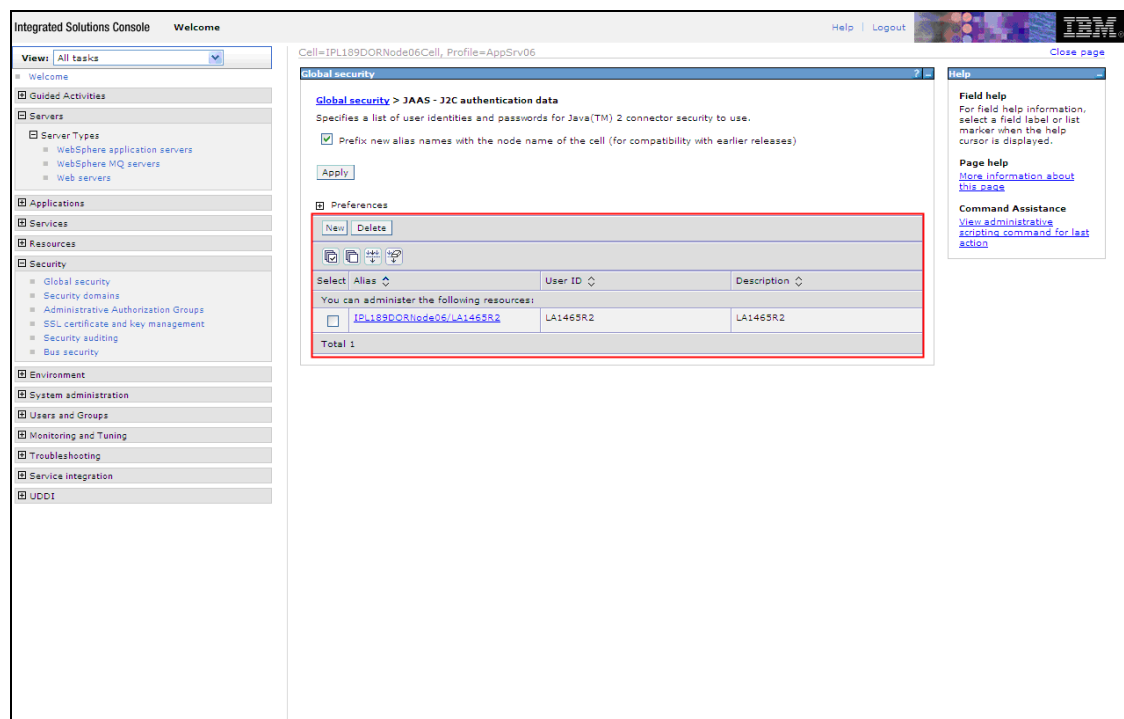 Integrated Solutions Console Welcome
Help | Logout
IBM
View: All tasks
Welcome
Guided Activities
Servers
Server Types
WebSphere application servers
WebSphere MQ servers
Web servers
Applications
Services
Resources
Security
Global security
Security domains
Administrative Authorization Groups
SSL certificate and key management
Security auditing
Bus security
Environment
System administration
Users and Groups
Monitoring and Tuning
Troubleshooting
Service integration
UDDI
Cell=IPL189DORNode06Cell, Profile=AppSrv06
Close page
Global security ? -
Global security > JAAS - J2C authentication data
Specifies a list of user identities and passwords for Java(TM) 2 connector security to use.
Prefix new alias names with the node name of the cell (for compatibility with earlier releases)
Apply
Preferences
New Delete
Select Alias User ID Description
You can administer the following resources:
IPL189DORNode06/LA1465R2 LA1465R2 LA1465R2
Total 1
Help -
Field help
For field help information,
select a field label or list
marker when the help
cursor is displayed.
Page help
More information about
this page
Command Assistance
View administrative
scripting command for last
action